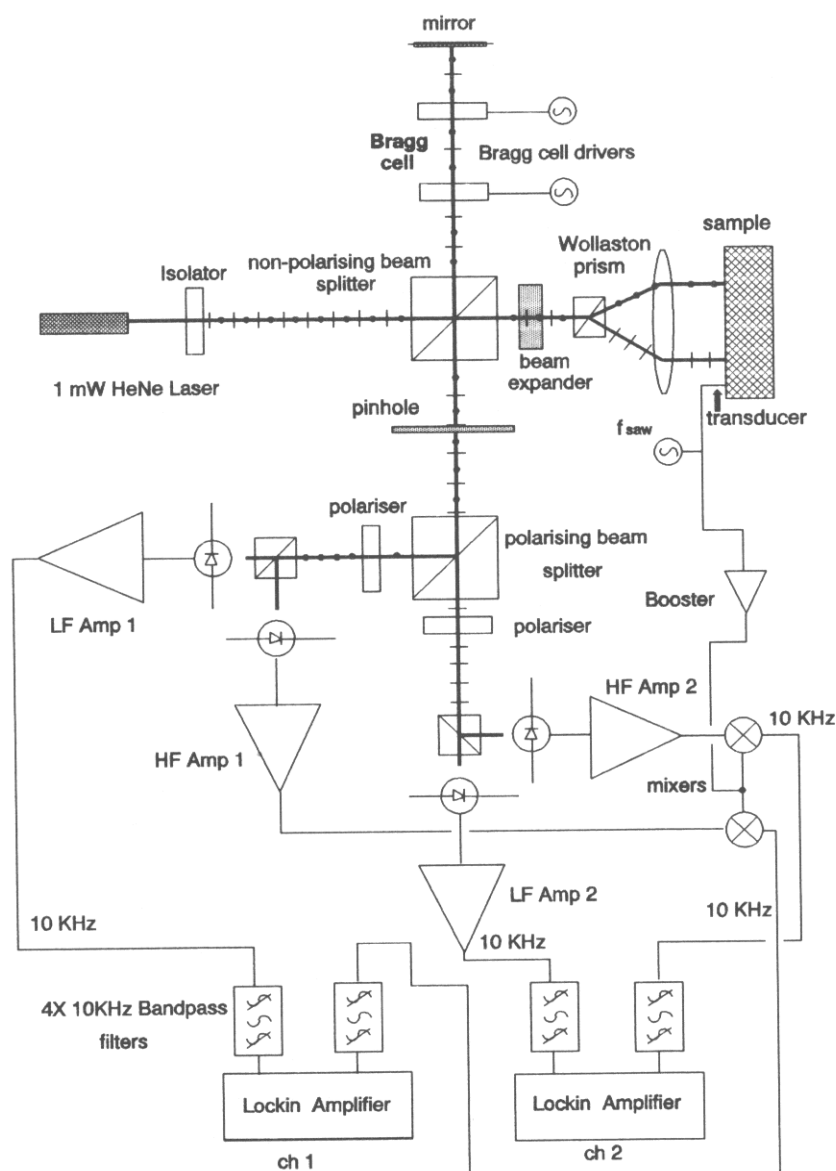 mirror
Bragg
cell
Bragg cell drivers
sample
Wollaston
prism
non-polarising beam
splitter
Isolator
beam
expander
1 mW HeNe Laser
pinhole
transducer
f saw
polariser
polarising beam
splitter
Booster
LF Amp 1
polariser
HF Amp 2
10 KHz
HF Amp 1
mixers
LF Amp 2
10 KHz
10 KHz
10 KHz
4X 10KHz Bandpass
filters
Lockin Amplifier
Lockin Amplifier
ch 1
ch 2